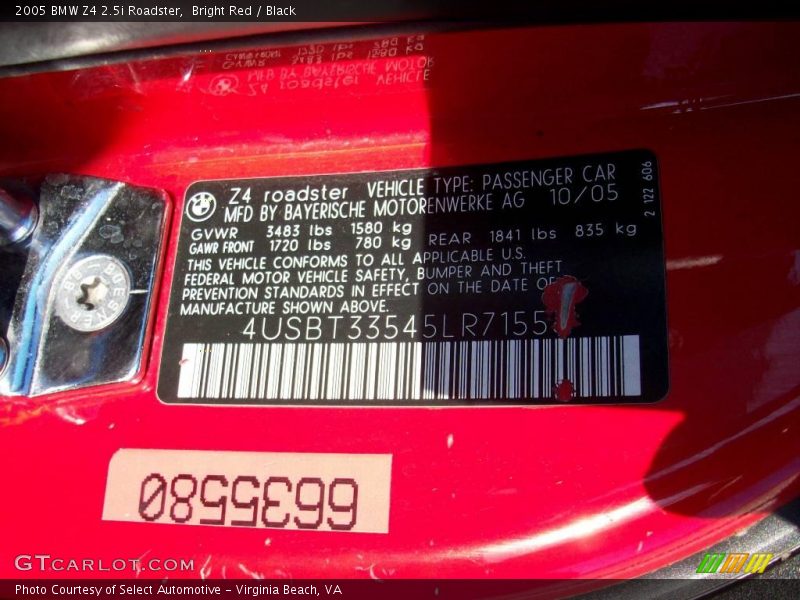 2005 BMW Z4 2.5i Roadster,  Bright Red / Black
Z4 roadster VEHICLE TYPE: PASSENGER CAR
MFD BY BAYERISCHE MOTORENWERKE AG 10/05
GVWR 3483 lbs 1580 kg
GAWR FRONT 1720 lbs 780 kg REAR 1841 lbs 835 kg
THIS VEHICLE CONFORMS TO ALL APPLICABLE U.S.
FEDERAL MOTOR VEHICLE SAFETY, BUMPER AND THEFT
PREVENTION STANDARDS IN EFFECT ON THE DATE OF
MANUFACTURE SHOWN ABOVE.
4USBT33545LR7155
2 122 606
6635580
GTCARLOT.COM
Photo Courtesy of Select Automotive - Virginia Beach, VA